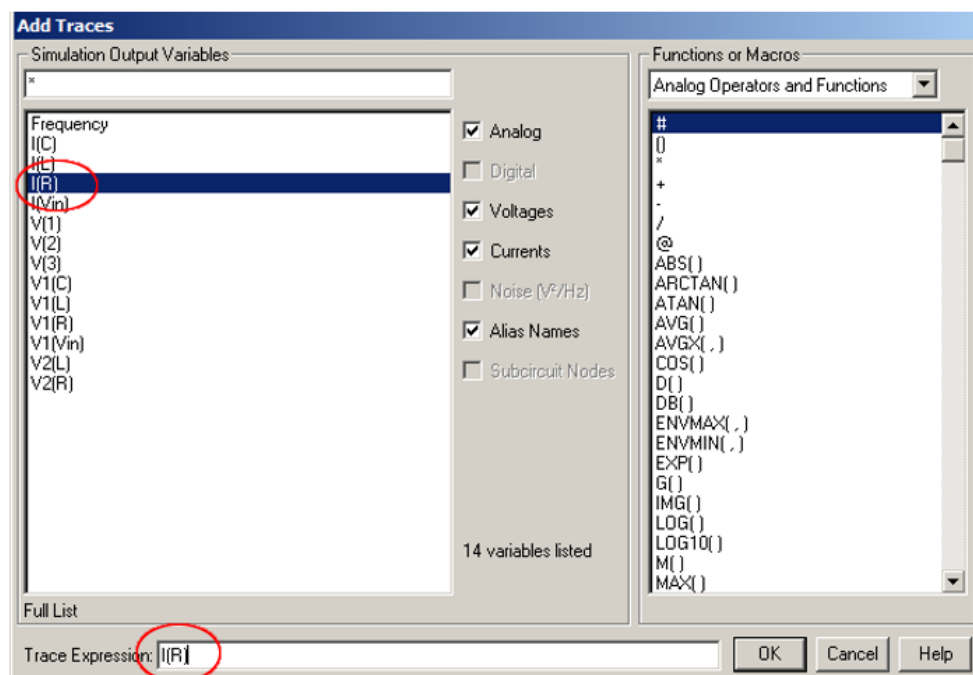 Add Traces
Simulation Output Variables
*
Frequency
I(C)
I(L)
I(R)
I(Vin)
V(1)
V(2)
V(3)
V1(C)
V1(L)
V1(R)
V1(Vin)
V2(L)
V2(R)
Full List
Analog
Digital
Voltages
Currents
Noise (V²/Hz)
Alias Names
Subcircuit Nodes
14 variables listed
Functions or Macros
Analog Operators and Functions
#
()
*
+
-
/
@
ABS( )
ARCTAN( )
ATAN( )
AVG( )
AVGX( , )
COS( )
D( )
DB( )
ENVMAX( , )
ENVMIN( , )
EXP( )
G( )
IMG( )
LOG( )
LOG10( )
M( )
MAX( )
Trace Expression: I(R)
OK Cancel Help